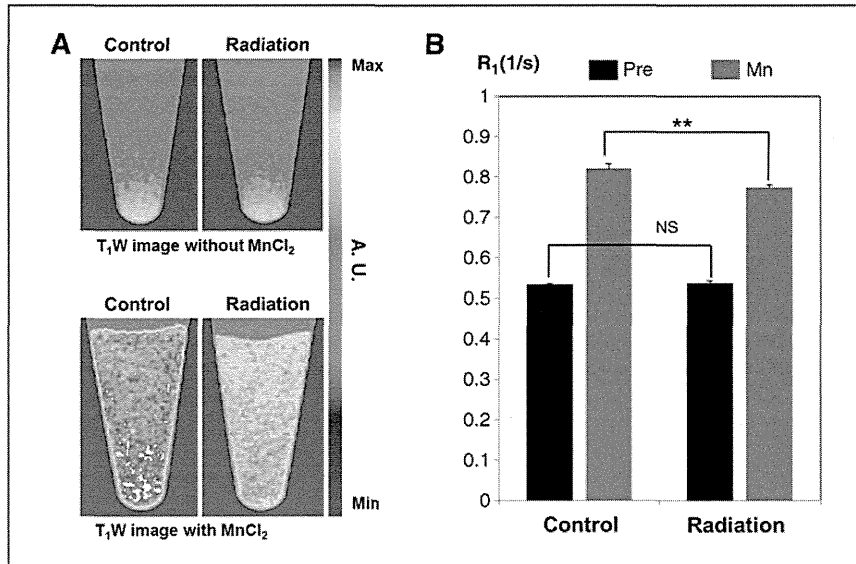 A
Control Radiation
Max
T₁W image without MnCl₂
A. U.
Control Radiation
Min
T₁W image with MnCl₂
B
R₁(1/s) Pre Mn
1
0.9
**
0.8
0.7
NS
0.6
0.5
0.4
0.3
0.2
0.1
0
Control Radiation